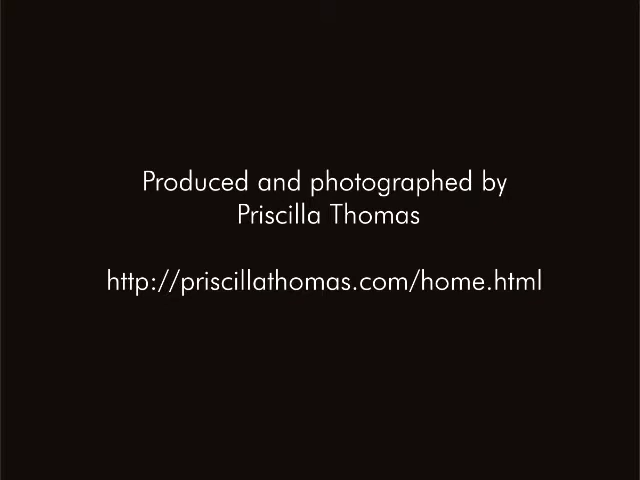 Produced and photographed by
Priscilla Thomas
http://priscillathomas.com/home.html